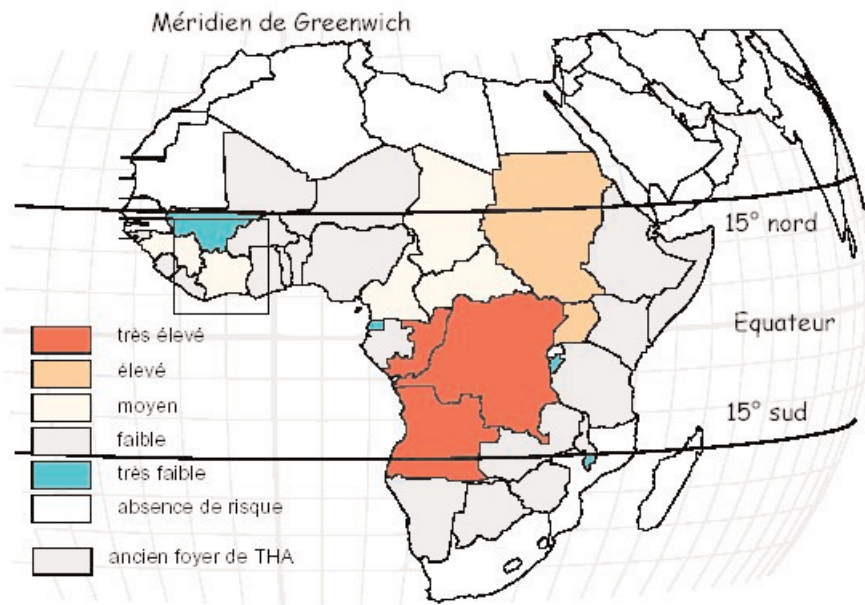 Méridien de Greenwich
15° nord
Equateur
15° sud
très élevé
élevé
moyen
faible
très faible
absence de risque
ancien foyer de THA